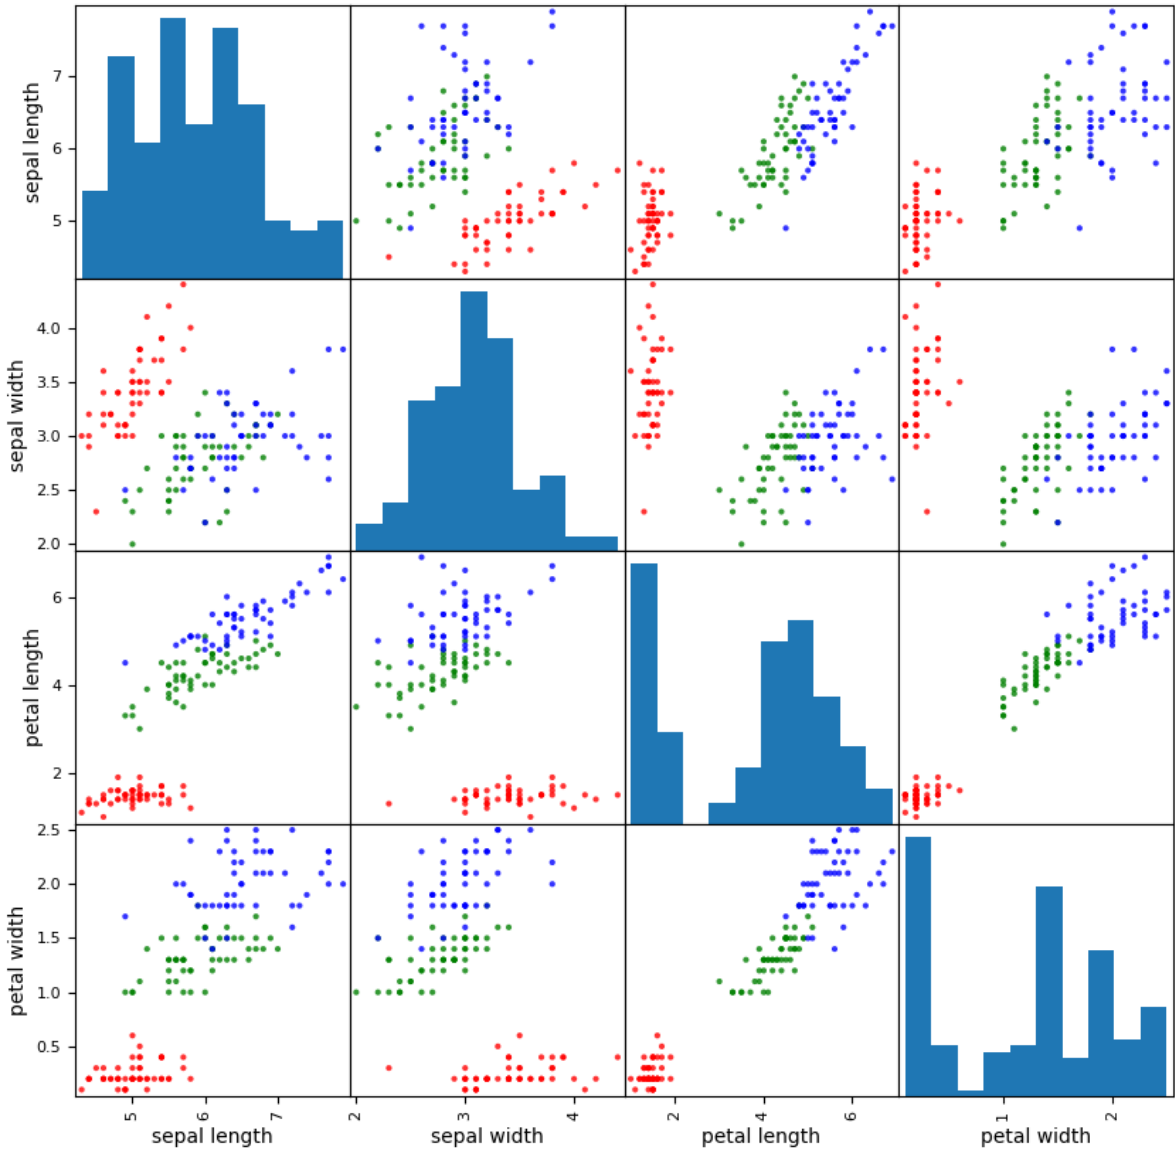 sepal length
7
6
5
sepal width
4.0
3.5
3.0
2.5
2.0
petal length
6
4
2
petal width
2.5
2.0
1.5
1.0
0.5
5 6 7 2 3 4 2 4 6 1 2
sepal length sepal width petal length petal width